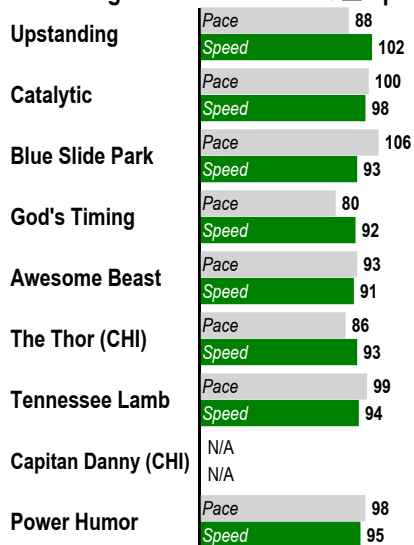 Upstanding
Pace 88
Speed 102
Catalytic
Pace 100
Speed 98
Blue Slide Park
Pace 106
Speed 93
God's Timing
Pace 80
Speed 92
Awesome Beast
Pace 93
Speed 91
The Thor (CHI)
Pace 86
Speed 93
Tennessee Lamb
Pace 99
Speed 94
Capitan Danny (CHI)
N/A
N/A
Power Humor
Pace 98
Speed 95